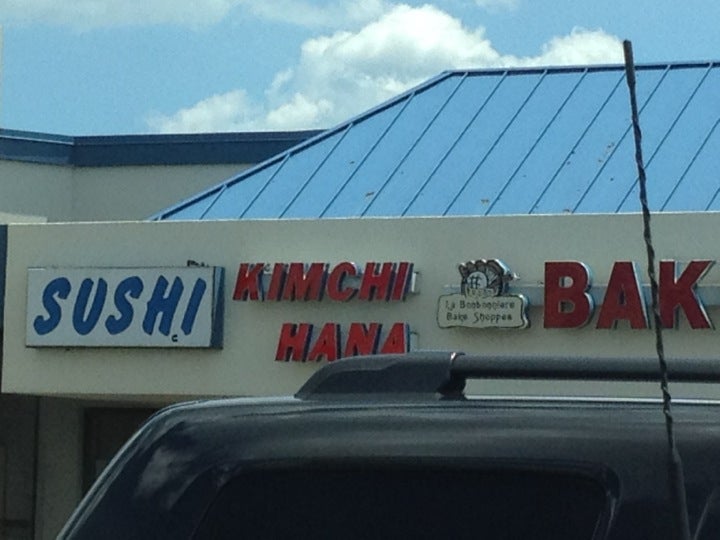 SUSHI
KIMCHI
HANA
La Bonbonniere
Bake Shoppes
BAK